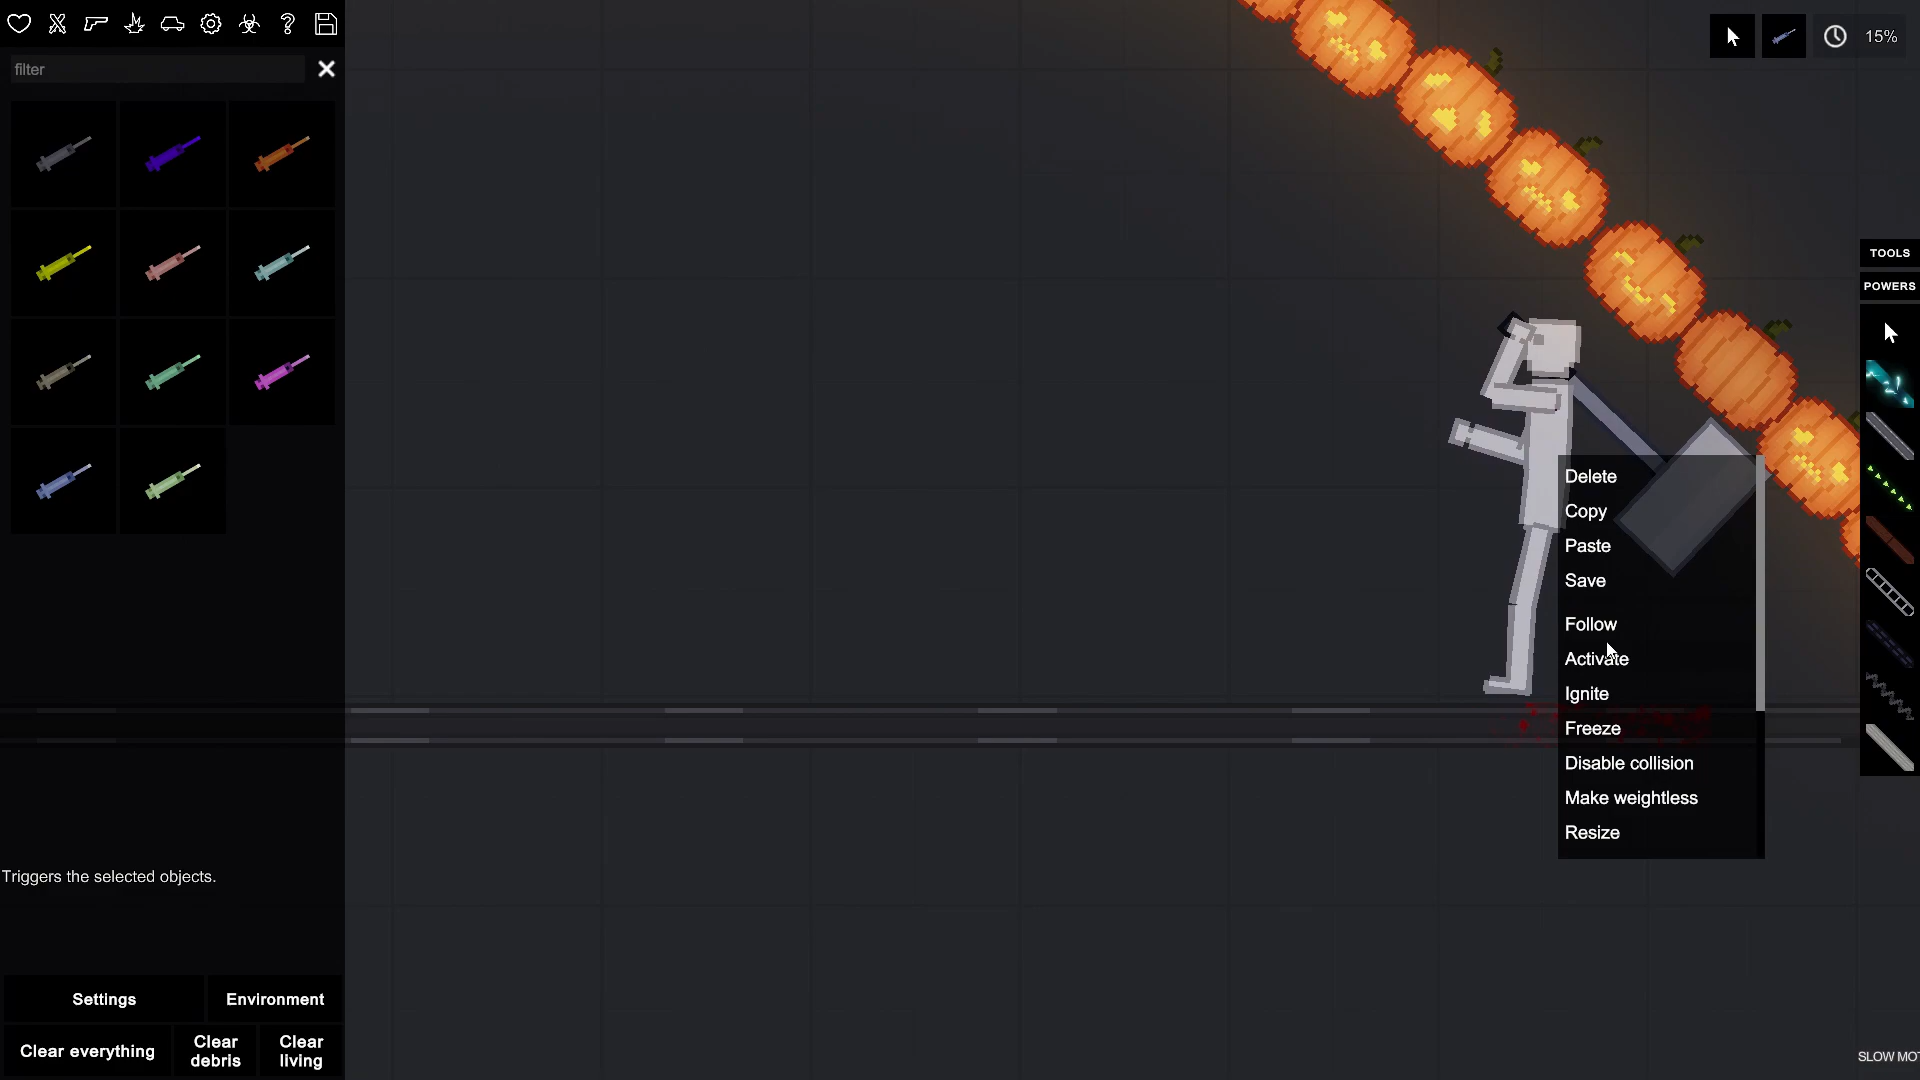 filter
15%
TOOLS
POWERS
Delete
Copy
Paste
Save
Follow
Activate
Ignite
Freeze
Disable collision
Make weightless
Resize
Triggers the selected objects.
Settings
Environment
Clear everything
Clear debris
Clear living
SLOW MOT